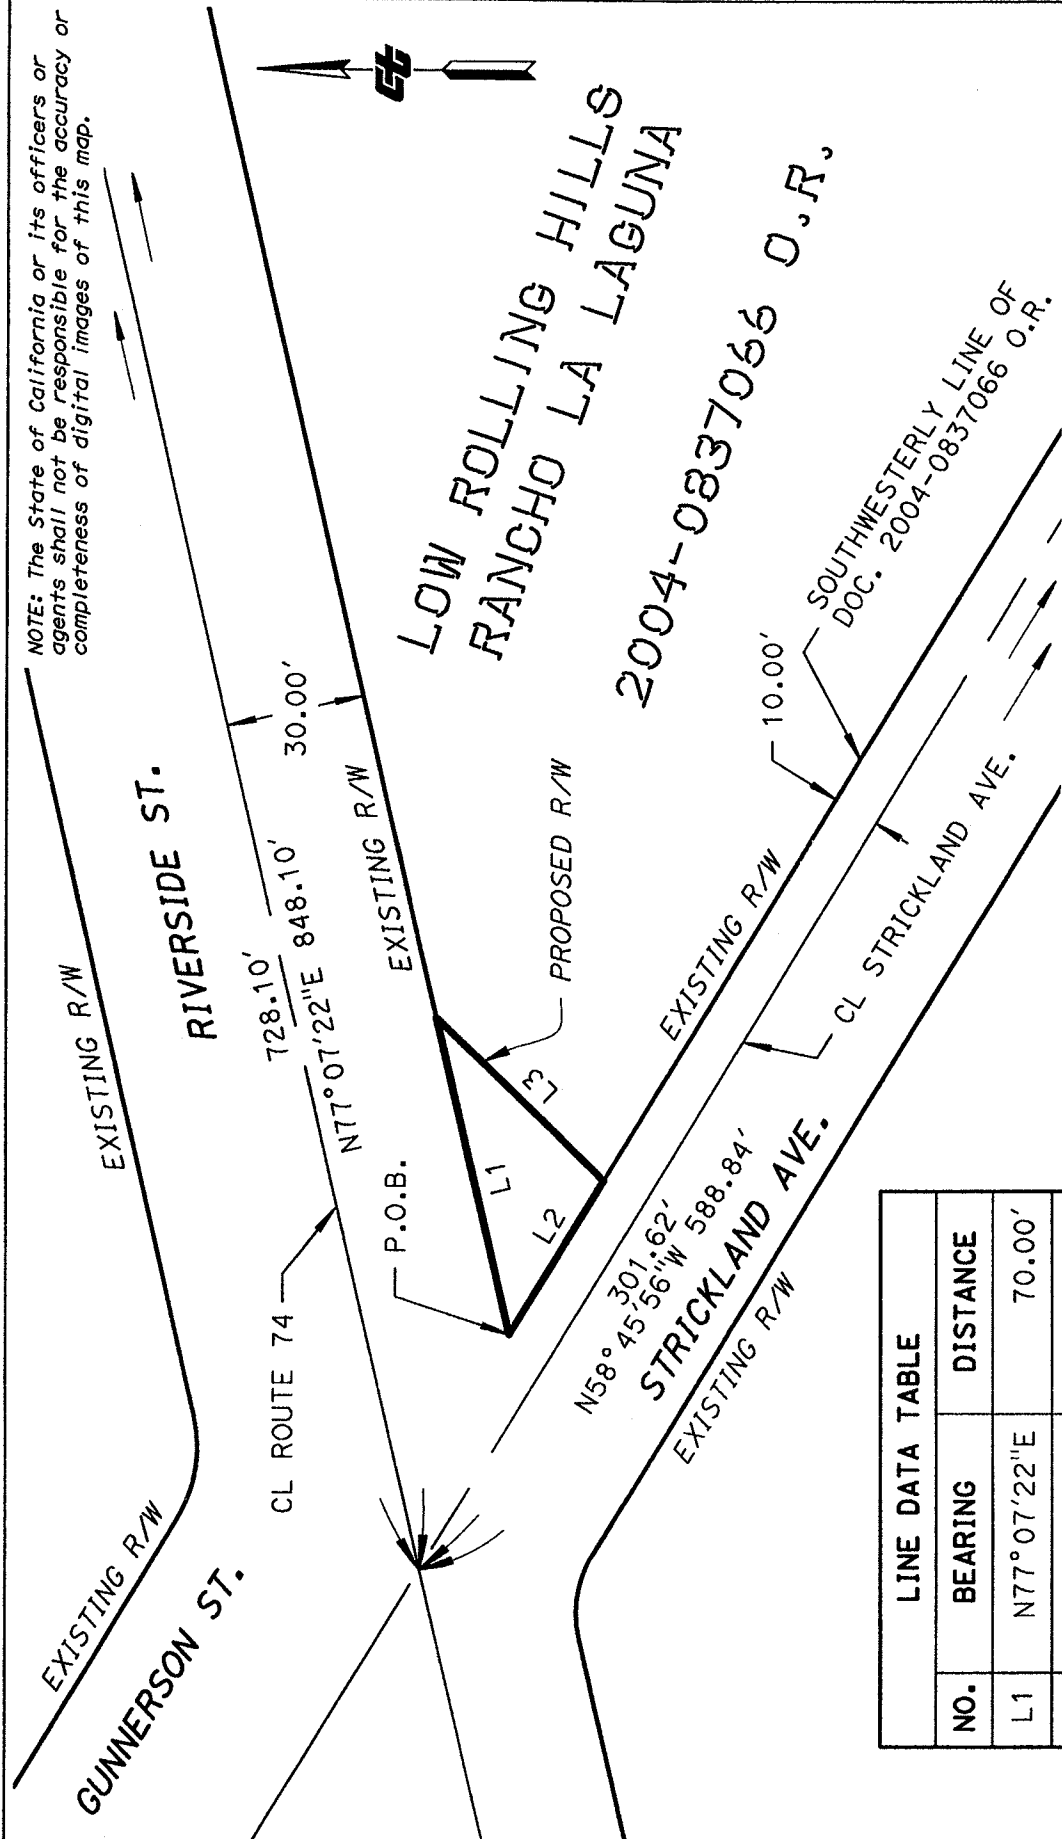 NOTE: The State of California or its officers or
agents shall not be responsible for the accuracy or
completeness of digital images of this map.
ct
EXISTING R/W
RIVERSIDE ST.
EXISTING R/W
GUNNERSON ST.
CL ROUTE 74
728.10'
N77°07'22"E 848.10'
30.00'
EXISTING R/W
P.O.B.
L1
L2
L3
PROPOSED R/W
LOW ROLLING HILLS
RANCHO LA LAGUNA
2004-0837066 O.R.
10.00'
SOUTHWESTERLY LINE OF
DOC. 2004-0837066 O.R.
EXISTING R/W
CL STRICKLAND AVE.
301.62'
N58°45'56"W 588.84'
STRICKLAND AVE.
EXISTING R/W
LINE DATA TABLE
NO. BEARING DISTANCE
L1 N77°07'22"E 70.00'